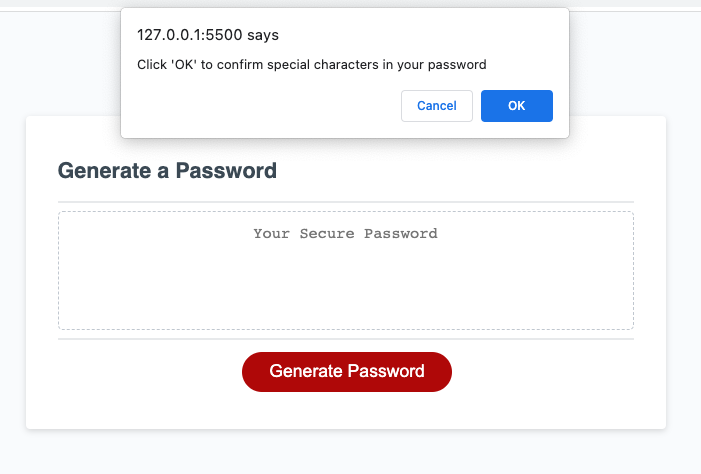 127.0.0.1:5500 says
Click 'OK' to confirm special characters in your password
Cancel OK
Generate a Password
Your Secure Password
Generate Password